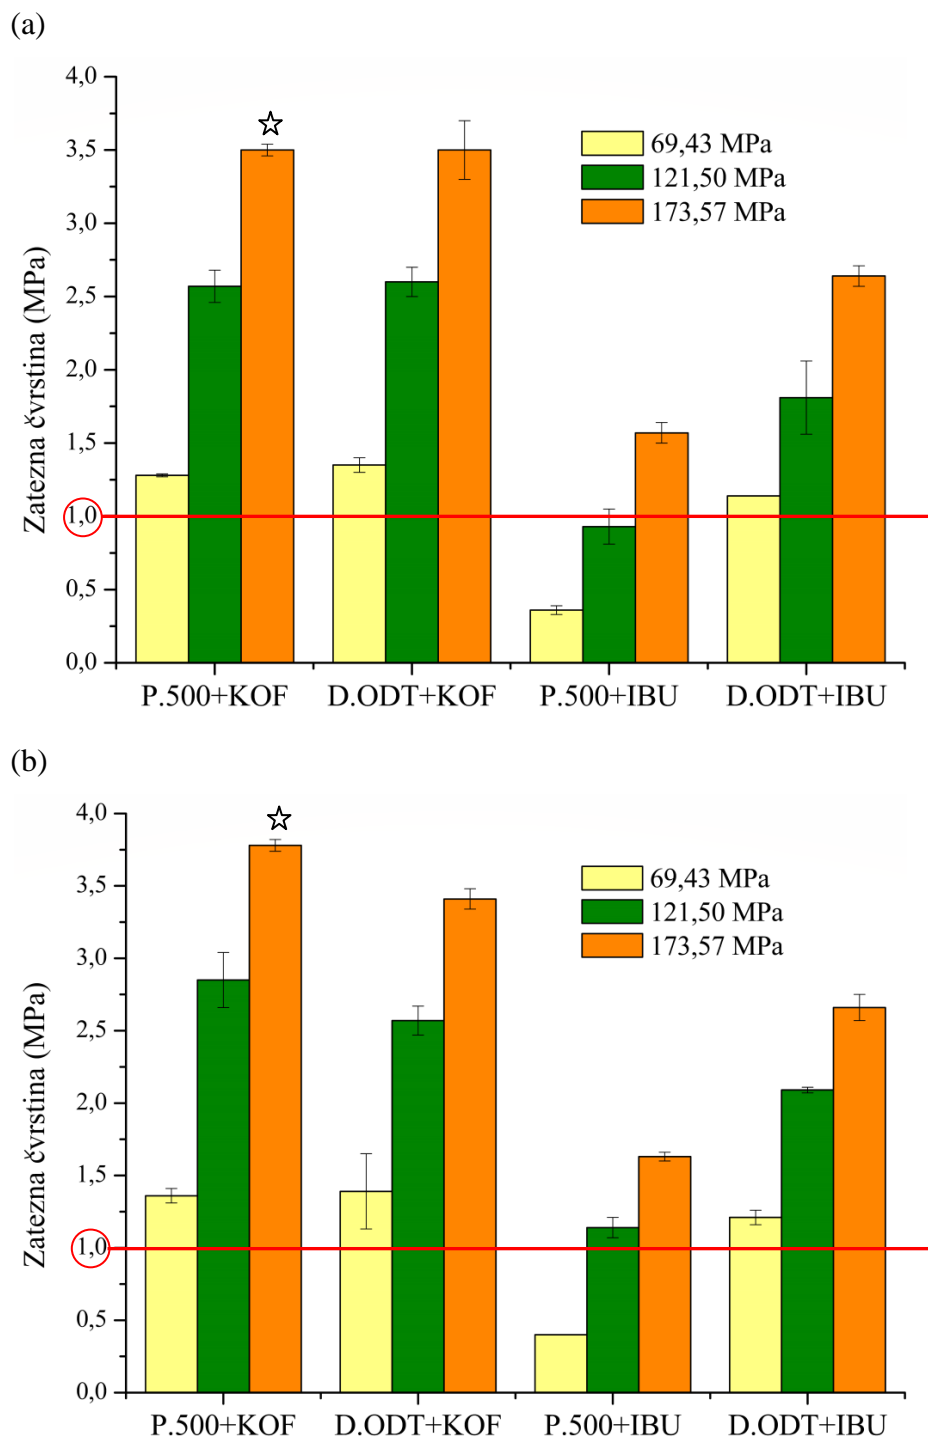 (a)
4,0
3,5
3,0
2,5
2,0
1,5
1,0
0,5
0,0
Zatezna čvrstina (MPa)
69,43 MPa
121,50 MPa
173,57 MPa
P.500+KOF D.ODT+KOF P.500+IBU D.ODT+IBU
(b)
4,0
3,5
3,0
2,5
2,0
1,5
1,0
0,5
0,0
Zatezna čvrstina (MPa)
69,43 MPa
121,50 MPa
173,57 MPa
P.500+KOF D.ODT+KOF P.500+IBU D.ODT+IBU